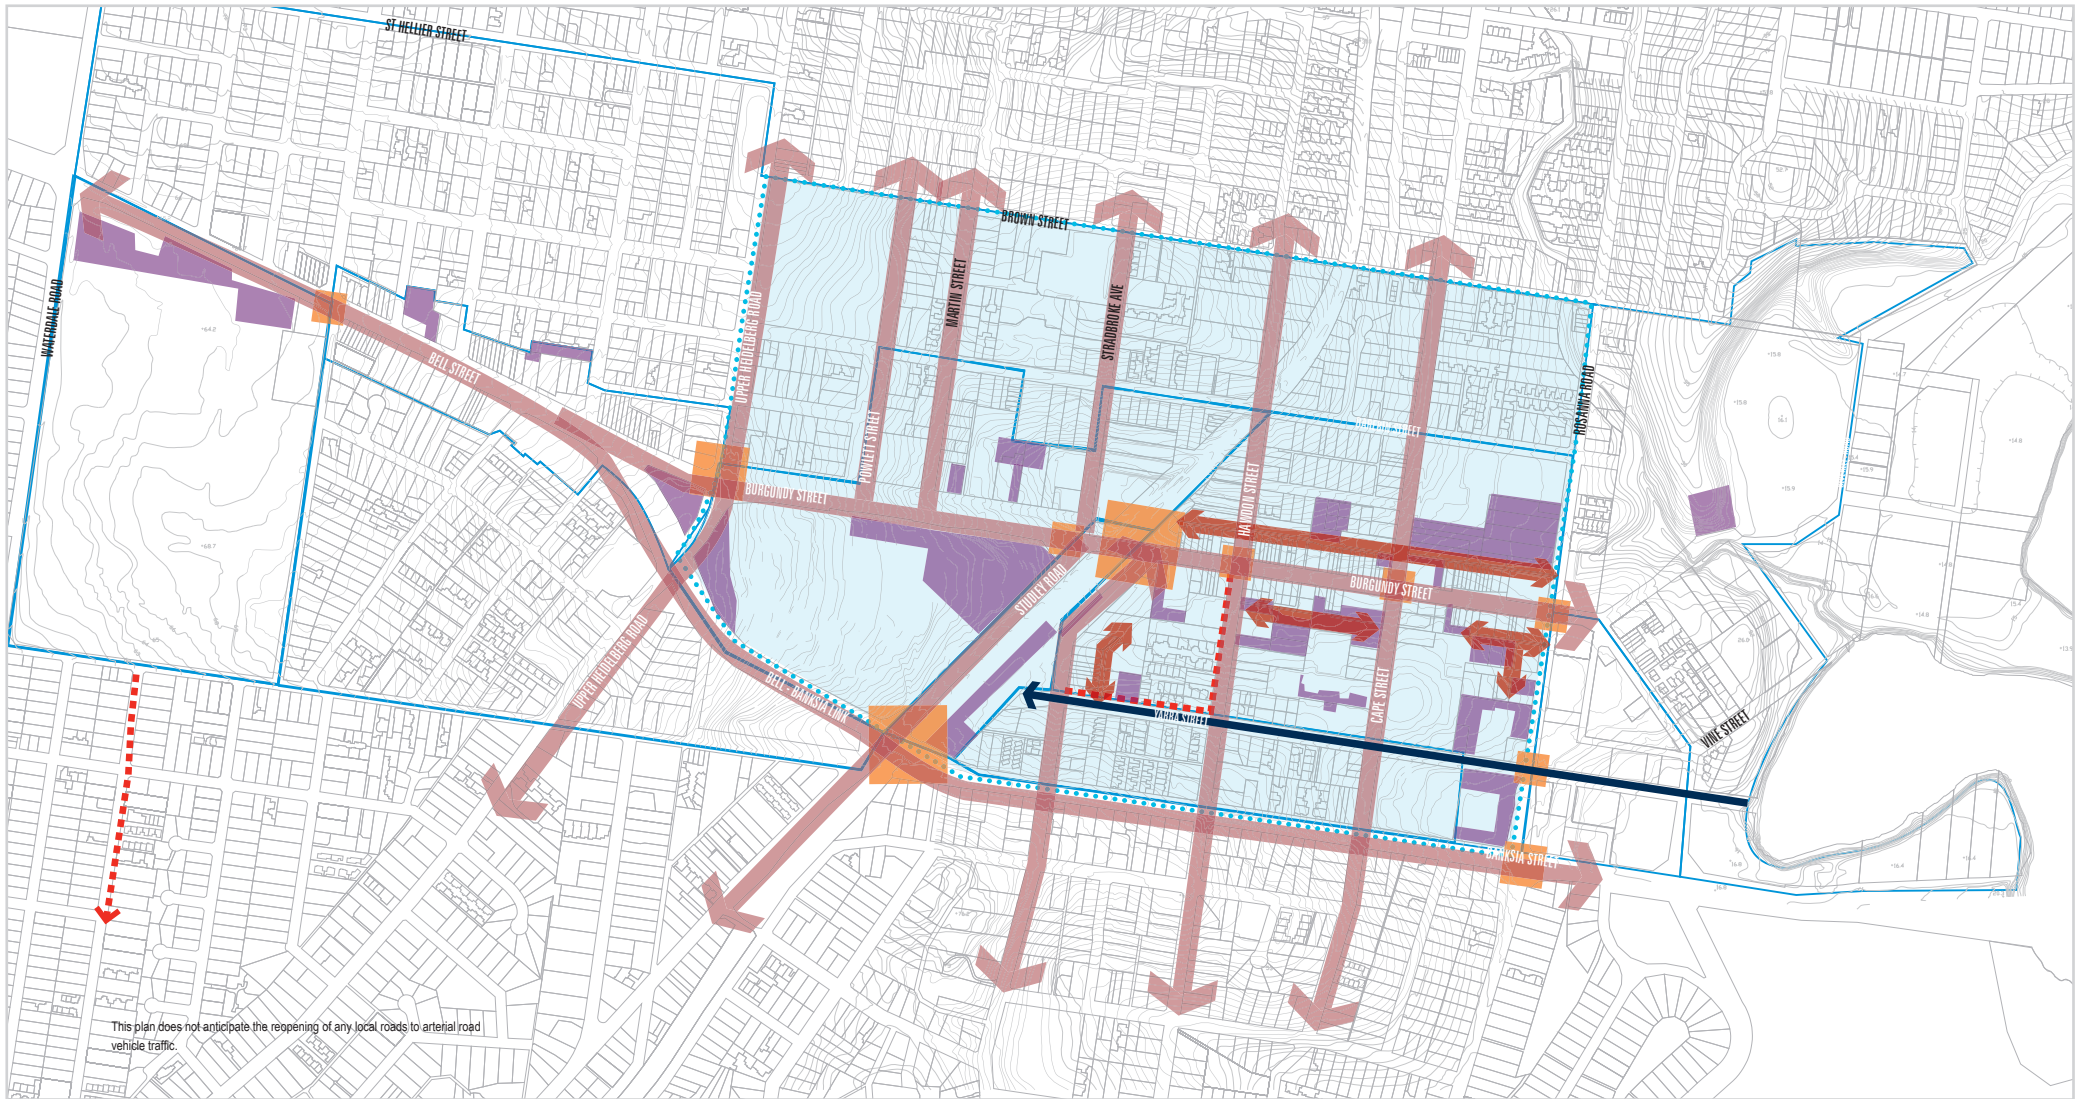 ST HELLIER STREET
BROWN STREET
WATERDALE ROAD
BELL STREET
UPPER HEIDELBERG ROAD
MARTIN STREET
STRADBROKE AVE
POWLETT STREET
HAWDON STREET
DAREBIN STREET
ROSANNA ROAD
BURGUNDY STREET
STUDLEY ROAD
BURGUNDY STREET
UPPER HEIDELBERG ROAD
BELL - BANKSIA LINK
YARRA STREET
CAPE STREET
VINE STREET
BANKSIA STREET
This plan does not anticipate the reopening of any local roads to arterial road
vehicle traffic.